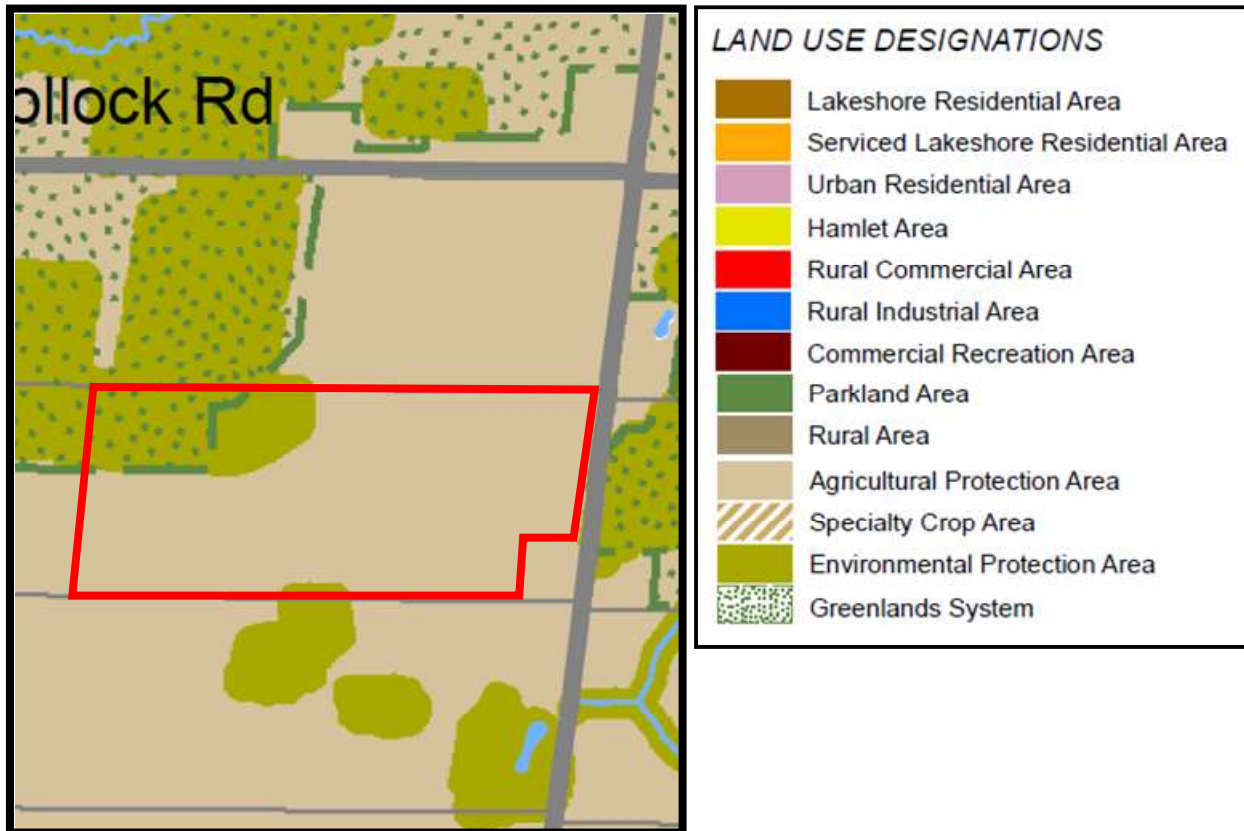 ollock Rd
LAND USE DESIGNATIONS
Lakeshore Residential Area
Serviced Lakeshore Residential Area
Urban Residential Area
Hamlet Area
Rural Commercial Area
Rural Industrial Area
Commercial Recreation Area
Parkland Area
Rural Area
Agricultural Protection Area
Specialty Crop Area
Environmental Protection Area
Greenlands System